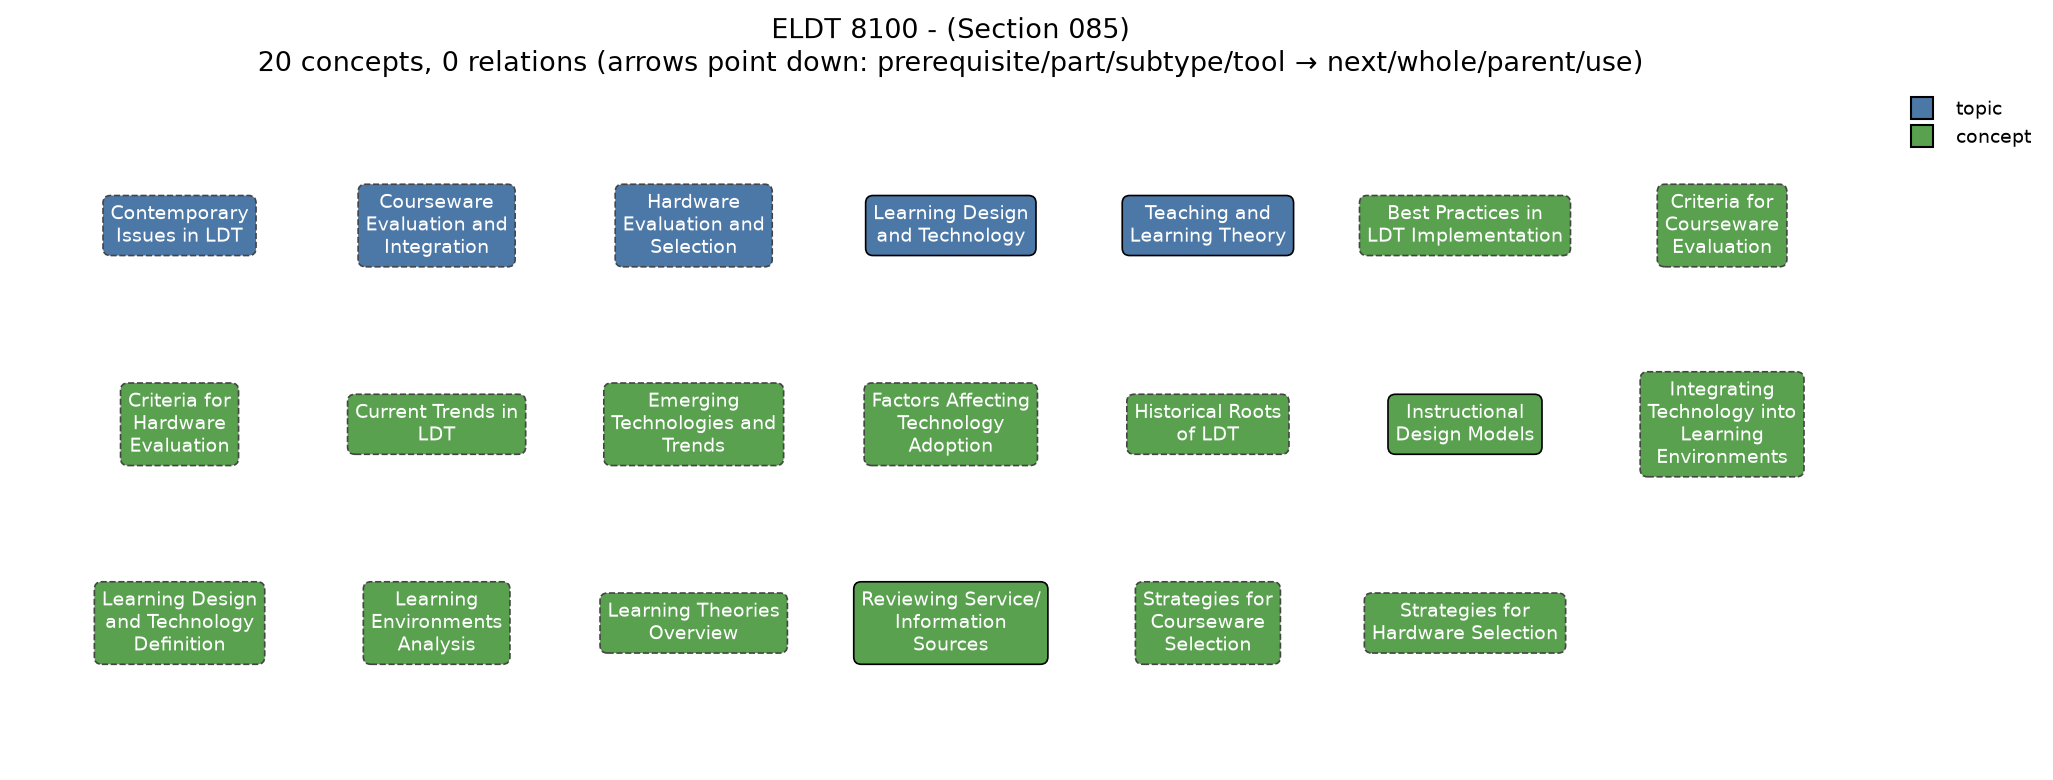 ELDT 8100 - (Section 085)
20 concepts, 0 relations (arrows point down: prerequisite/part/subtype/tool → next/whole/parent/use)
topic
concept
Contemporary
Issues in LDT
Courseware
Evaluation and
Integration
Hardware
Evaluation and
Selection
Learning Design
and Technology
Teaching and
Learning Theory
Best Practices in
LDT Implementation
Criteria for
Courseware
Evaluation
Criteria for
Hardware
Evaluation
Current Trends in
LDT
Emerging
Technologies and
Trends
Factors Affecting
Technology
Adoption
Historical Roots
of LDT
Instructional
Design Models
Integrating
Technology into
Learning
Environments
Learning Design
and Technology
Definition
Learning
Environments
Analysis
Learning Theories
Overview
Reviewing Service/
Information
Sources
Strategies for
Courseware
Selection
Strategies for
Hardware Selection